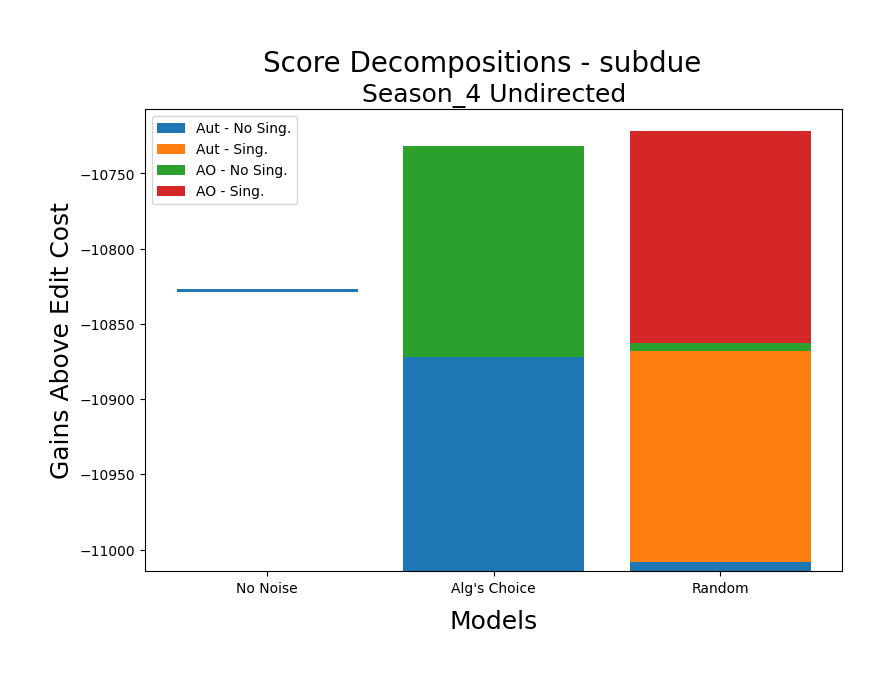 Score Decompositions - subdue
Season_4 Undirected
Aut - No Sing.
Aut - Sing.
AO - No Sing.
AO - Sing.
Gains Above Edit Cost
−10750
−10800
−10850
−10900
−10950
−11000
No Noise
Alg's Choice
Random
Models